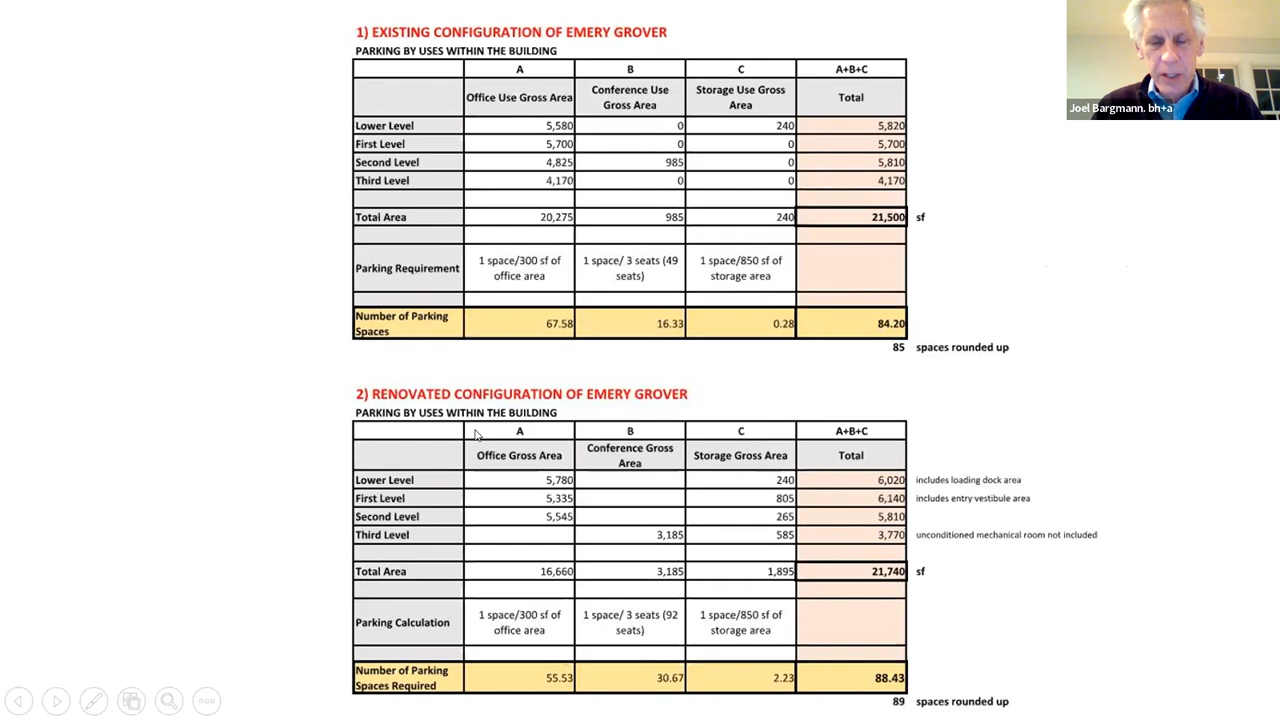 1) EXISTING CONFIGURATION OF EMERY GROVER
PARKING BY USES WITHIN THE BUILDING
A B C A+B+C
Office Use Gross Area Conference Use Gross Area Storage Use Gross Area Total
Lower Level 5,580 0 240 5,820
First Level 5,700 0 0 5,700
Second Level 4,825 985 0 5,810
Third Level 4,170 0 0 4,170
Total Area 20,275 985 240 21,500 sf
Parking Requirement 1 space/300 sf of office area 1 space/ 3 seats (49 seats) 1 space/850 sf of storage area
Number of Parking Spaces 67.58 16.33 0.28 84.20
85 spaces rounded up
2) RENOVATED CONFIGURATION OF EMERY GROVER
PARKING BY USES WITHIN THE BUILDING
A B C A+B+C
Office Gross Area Conference Gross Area Storage Gross Area Total
Lower Level 5,780 240 6,020 includes loading dock area
First Level 5,335 805 6,140 includes entry vestibule area
Second Level 5,545 265 5,810
Third Level 3,185 585 3,770 unconditioned mechanical room not included
Total Area 16,660 3,185 1,895 21,740 sf
Parking Calculation 1 space/300 sf of office area 1 space/ 3 seats (92 seats) 1 space/850 sf of storage area
Number of Parking Spaces Required 55.53 30.67 2.23 88.43
89 spaces rounded up
Joel Bargmann. bh+a